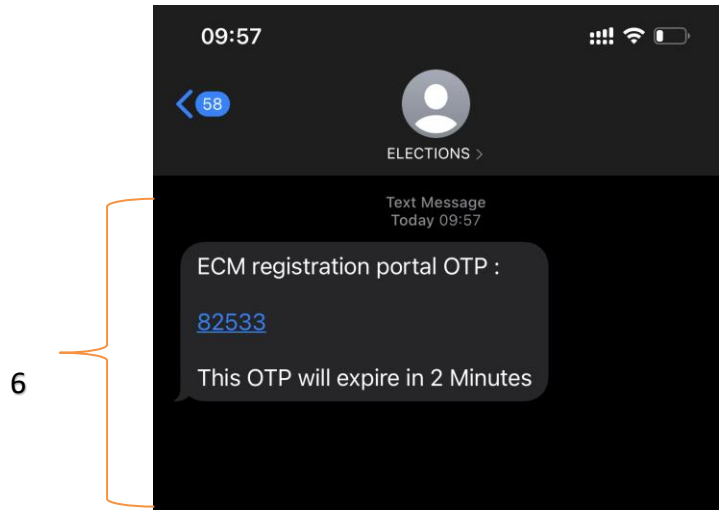 09:57
58
ELECTIONS >
Text Message
Today 09:57
ECM registration portal OTP :
82533
This OTP will expire in 2 Minutes
6